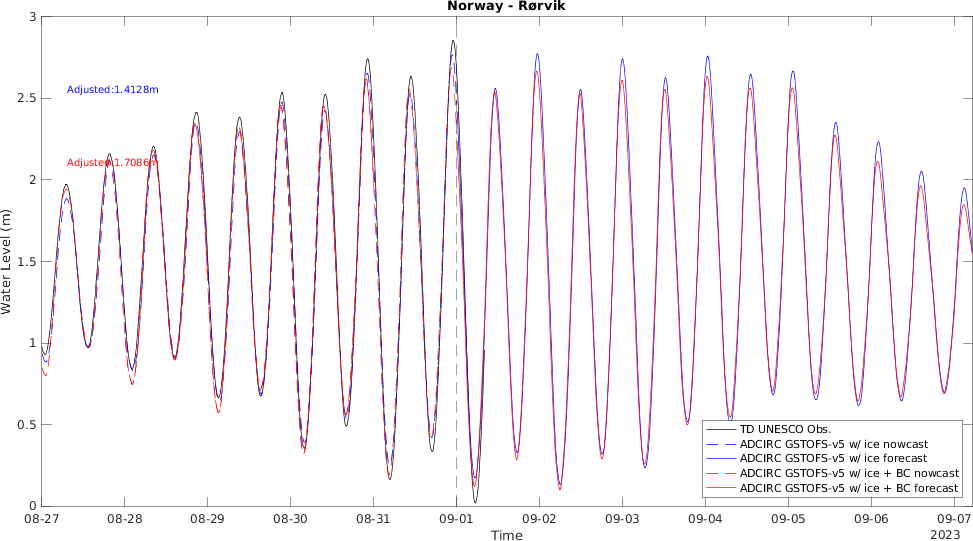 Norway - Rørvik
3
2.5
2
1.5
1
0.5
0
Water Level (m)
Adjusted:1.4128m
Adjusted:1.7086m
TD UNESCO Obs.
ADCIRC GSTOFS-v5 w/ ice nowcast
ADCIRC GSTOFS-v5 w/ ice forecast
ADCIRC GSTOFS-v5 w/ ice + BC nowcast
ADCIRC GSTOFS-v5 w/ ice + BC forecast
08-27 08-28 08-29 08-30 08-31 09-01 09-02 09-03 09-04 09-05 09-06 09-07
2023
Time